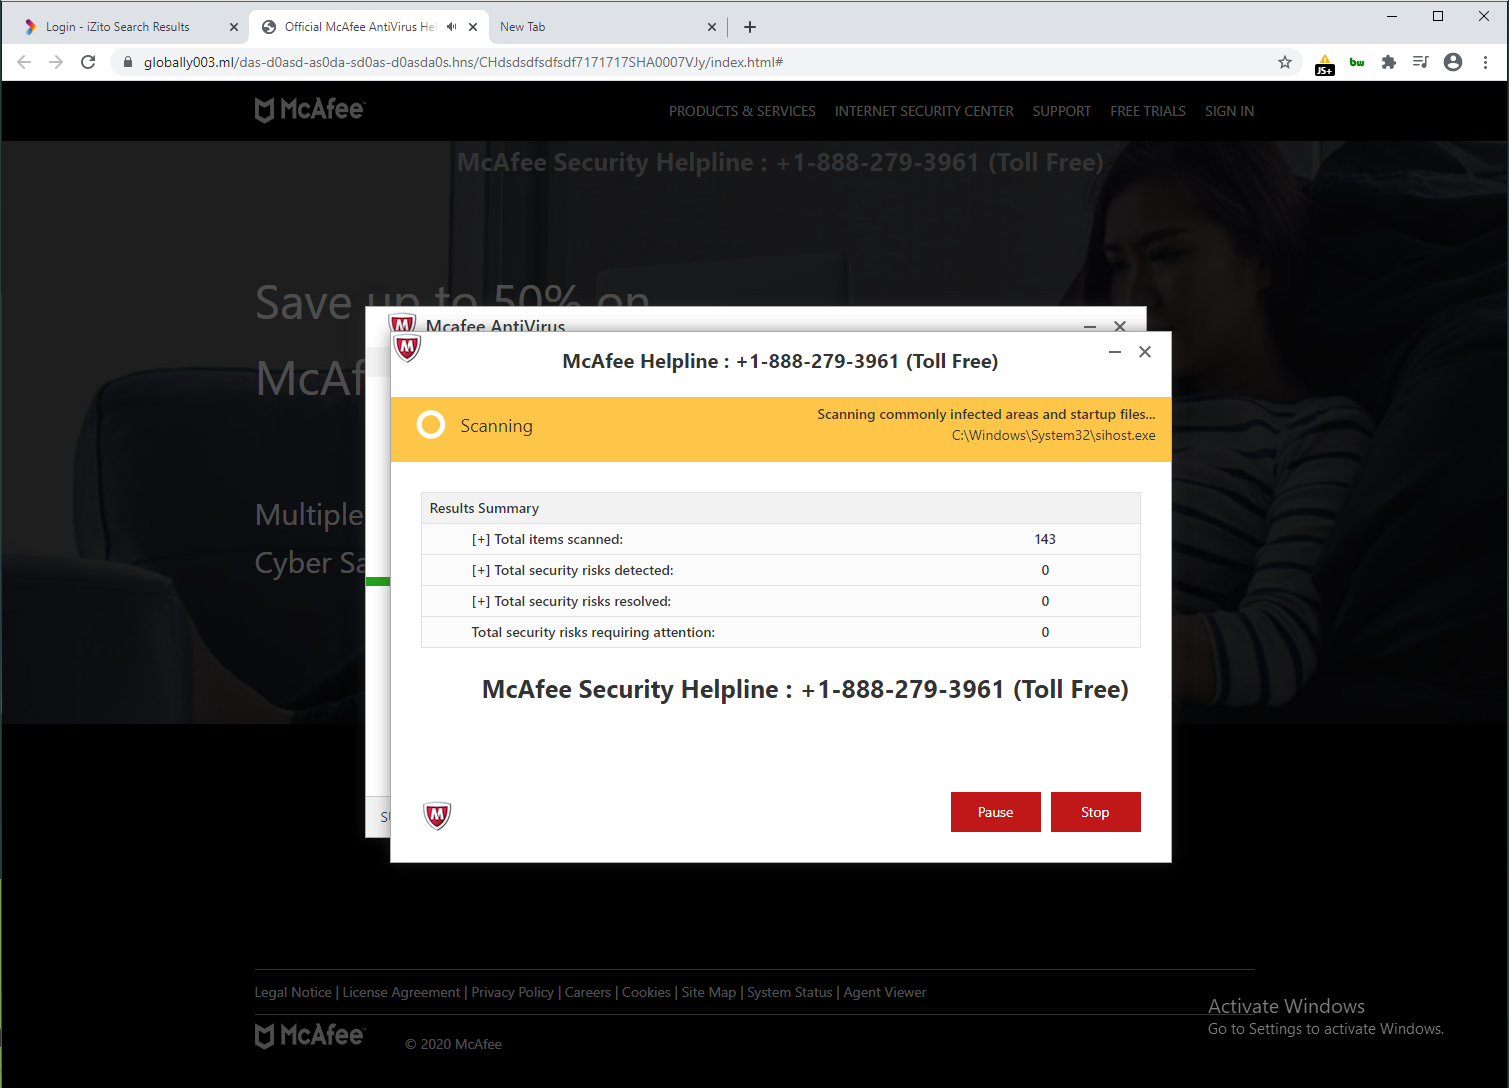 Login - iZito Search Results
Official McAfee AntiVirus He
New Tab
globally003.ml/das-d0asd-as0da-sd0as-d0asda0s.hns/CHdsdsdfsdfsdf7171717SHA0007VJy/index.html#
JS+
bw
McAfee
PRODUCTS & SERVICES INTERNET SECURITY CENTER SUPPORT FREE TRIALS SIGN IN
McAfee Security Helpline : +1-888-279-3961 (Toll Free)
Save up to 50% on
McAf
Multiple
Cyber Sa
Mcafee AntiVirus
McAfee Helpline : +1-888-279-3961 (Toll Free)
Scanning
Scanning commonly infected areas and startup files...
C:\Windows\System32\sihost.exe
Results Summary
[+] Total items scanned: 143
[+] Total security risks detected: 0
[+] Total security risks resolved: 0
Total security risks requiring attention: 0
McAfee Security Helpline : +1-888-279-3961 (Toll Free)
Pause Stop
Legal Notice | License Agreement | Privacy Policy | Careers | Cookies | Site Map | System Status | Agent Viewer
McAfee
© 2020 McAfee
Activate Windows
Go to Settings to activate Windows.